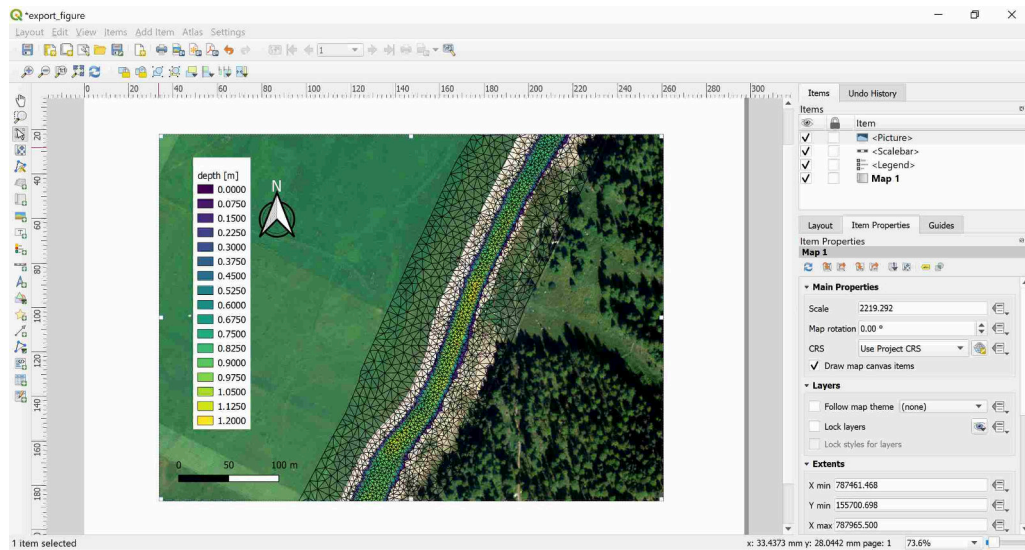 *export_figure
Layout Edit View Items Add Item Atlas Settings
1
0 20 40 60 80 100 120 140 160 180 200 220 240 260 280 300
20
40
60
80
100
120
140
160
180
depth [m]
0.0000
0.0750
0.1500
0.2250
0.3000
0.3750
0.4500
0.5250
0.6000
0.6750
0.7500
0.8250
0.9000
0.9750
1.0500
1.1250
1.2000
N
0 50 100 m
Items Undo History
Items
Item
<Picture>
<Scalebar>
<Legend>
Map 1
Layout Item Properties Guides
Item Properties
Map 1
Main Properties
Scale 2219.292
Map rotation 0.00 °
CRS Use Project CRS
Draw map canvas items
Layers
Follow map theme (none)
Lock layers
Lock styles for layers
Extents
X min 787461.468
Y min 155700.698
X max 787965.500
1 item selected
x: 33.4373 mm y: 28.0442 mm page: 1 73.6%